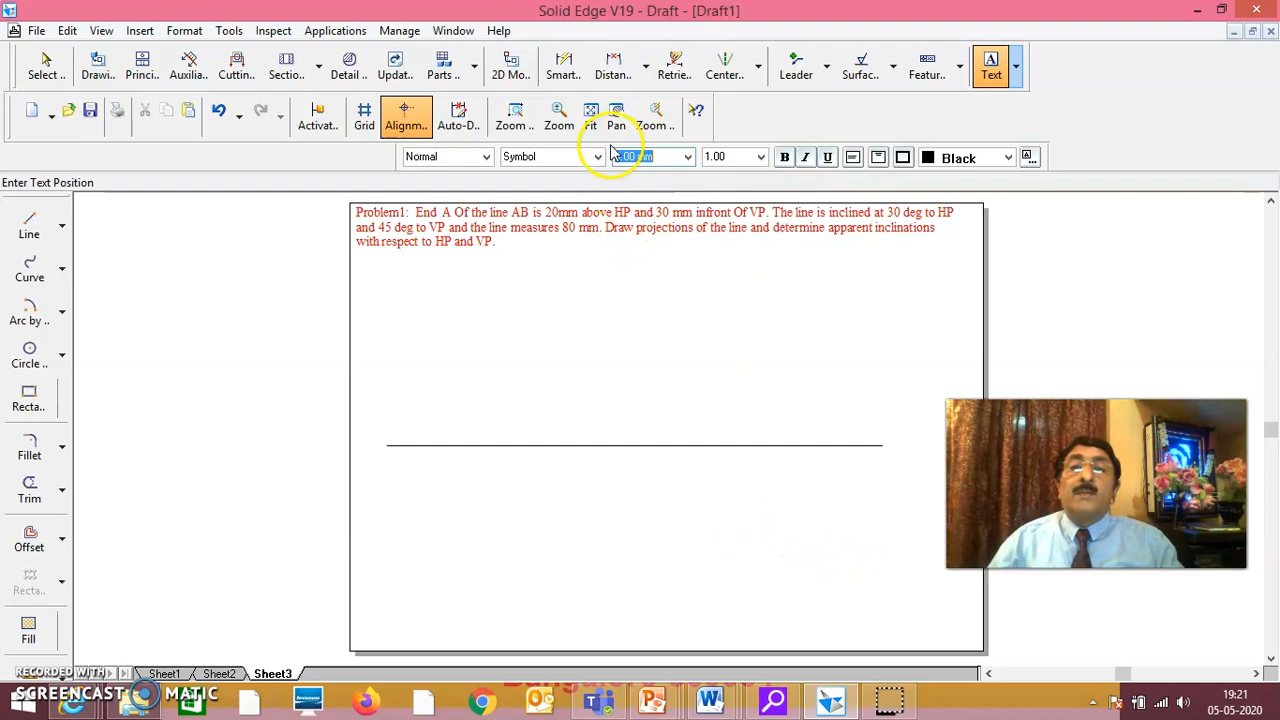 Solid Edge V19 - Draft - [Draft1]
File Edit View Insert Format Tools Inspect Applications Manage Window Help
Select .. Drawi.. Princi.. Auxilia.. Cuttin.. Sectio.. Detail .. Updat.. Parts .. 2D Mo.. Smart.. Distan.. Retrie.. Center.. Leader Surfac.. Featur.. Text
Activat.. Grid Alignm.. Auto-D.. Zoom .. Zoom Fit Pan Zoom ..
Normal Symbol .00 mm 1.00 B I U Black
Enter Text Position
Problem1: End A Of the line AB is 20mm above HP and 30 mm infront Of VP. The line is inclined at 30 deg to HP
and 45 deg to VP and the line measures 80 mm. Draw projections of the line and determine apparent inclinations
with respect to HP and VP.
Line
Curve
Arc by ..
Circle ..
Recta..
Fillet
Trim
Offset
Recta..
Fill
Sheet1 Sheet2 Sheet3
RECORDED WITH
SCREENCAST MATIC
19:21
05-05-2020